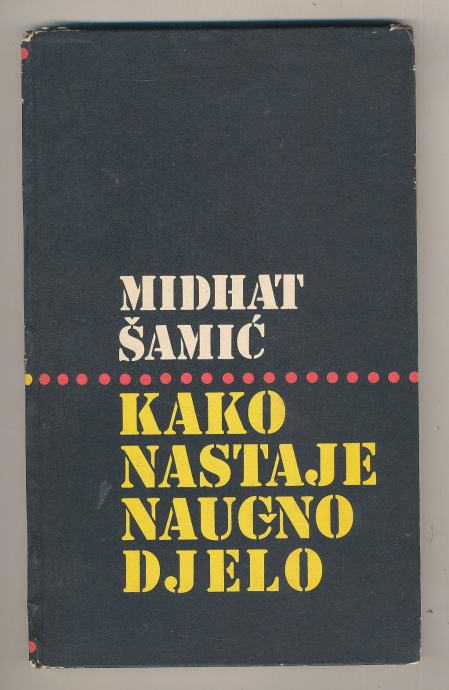 MIDHAT
ŠAMIĆ
KAKO
NASTAJE
NAUČNO
DJELO